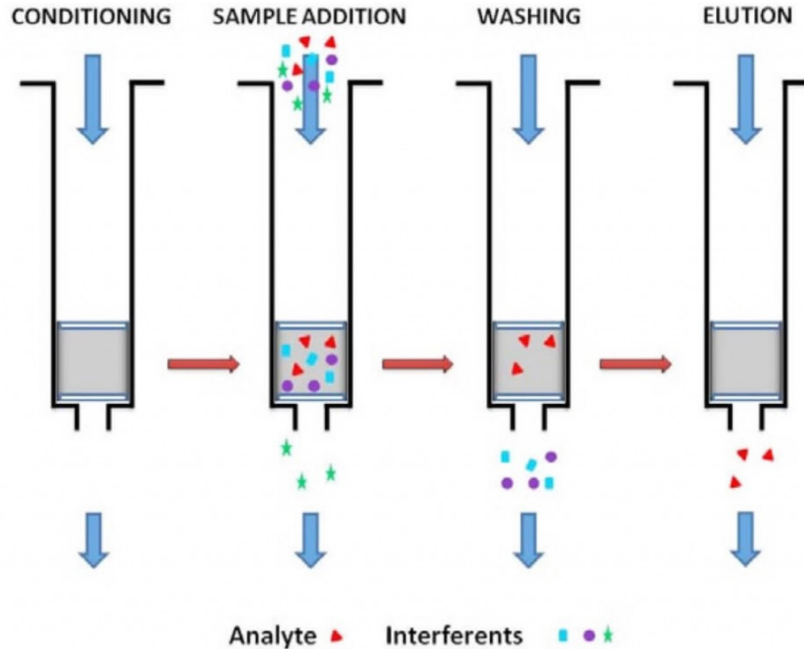 CONDITIONING
SAMPLE ADDITION
WASHING
ELUTION
Analyte
Interferents